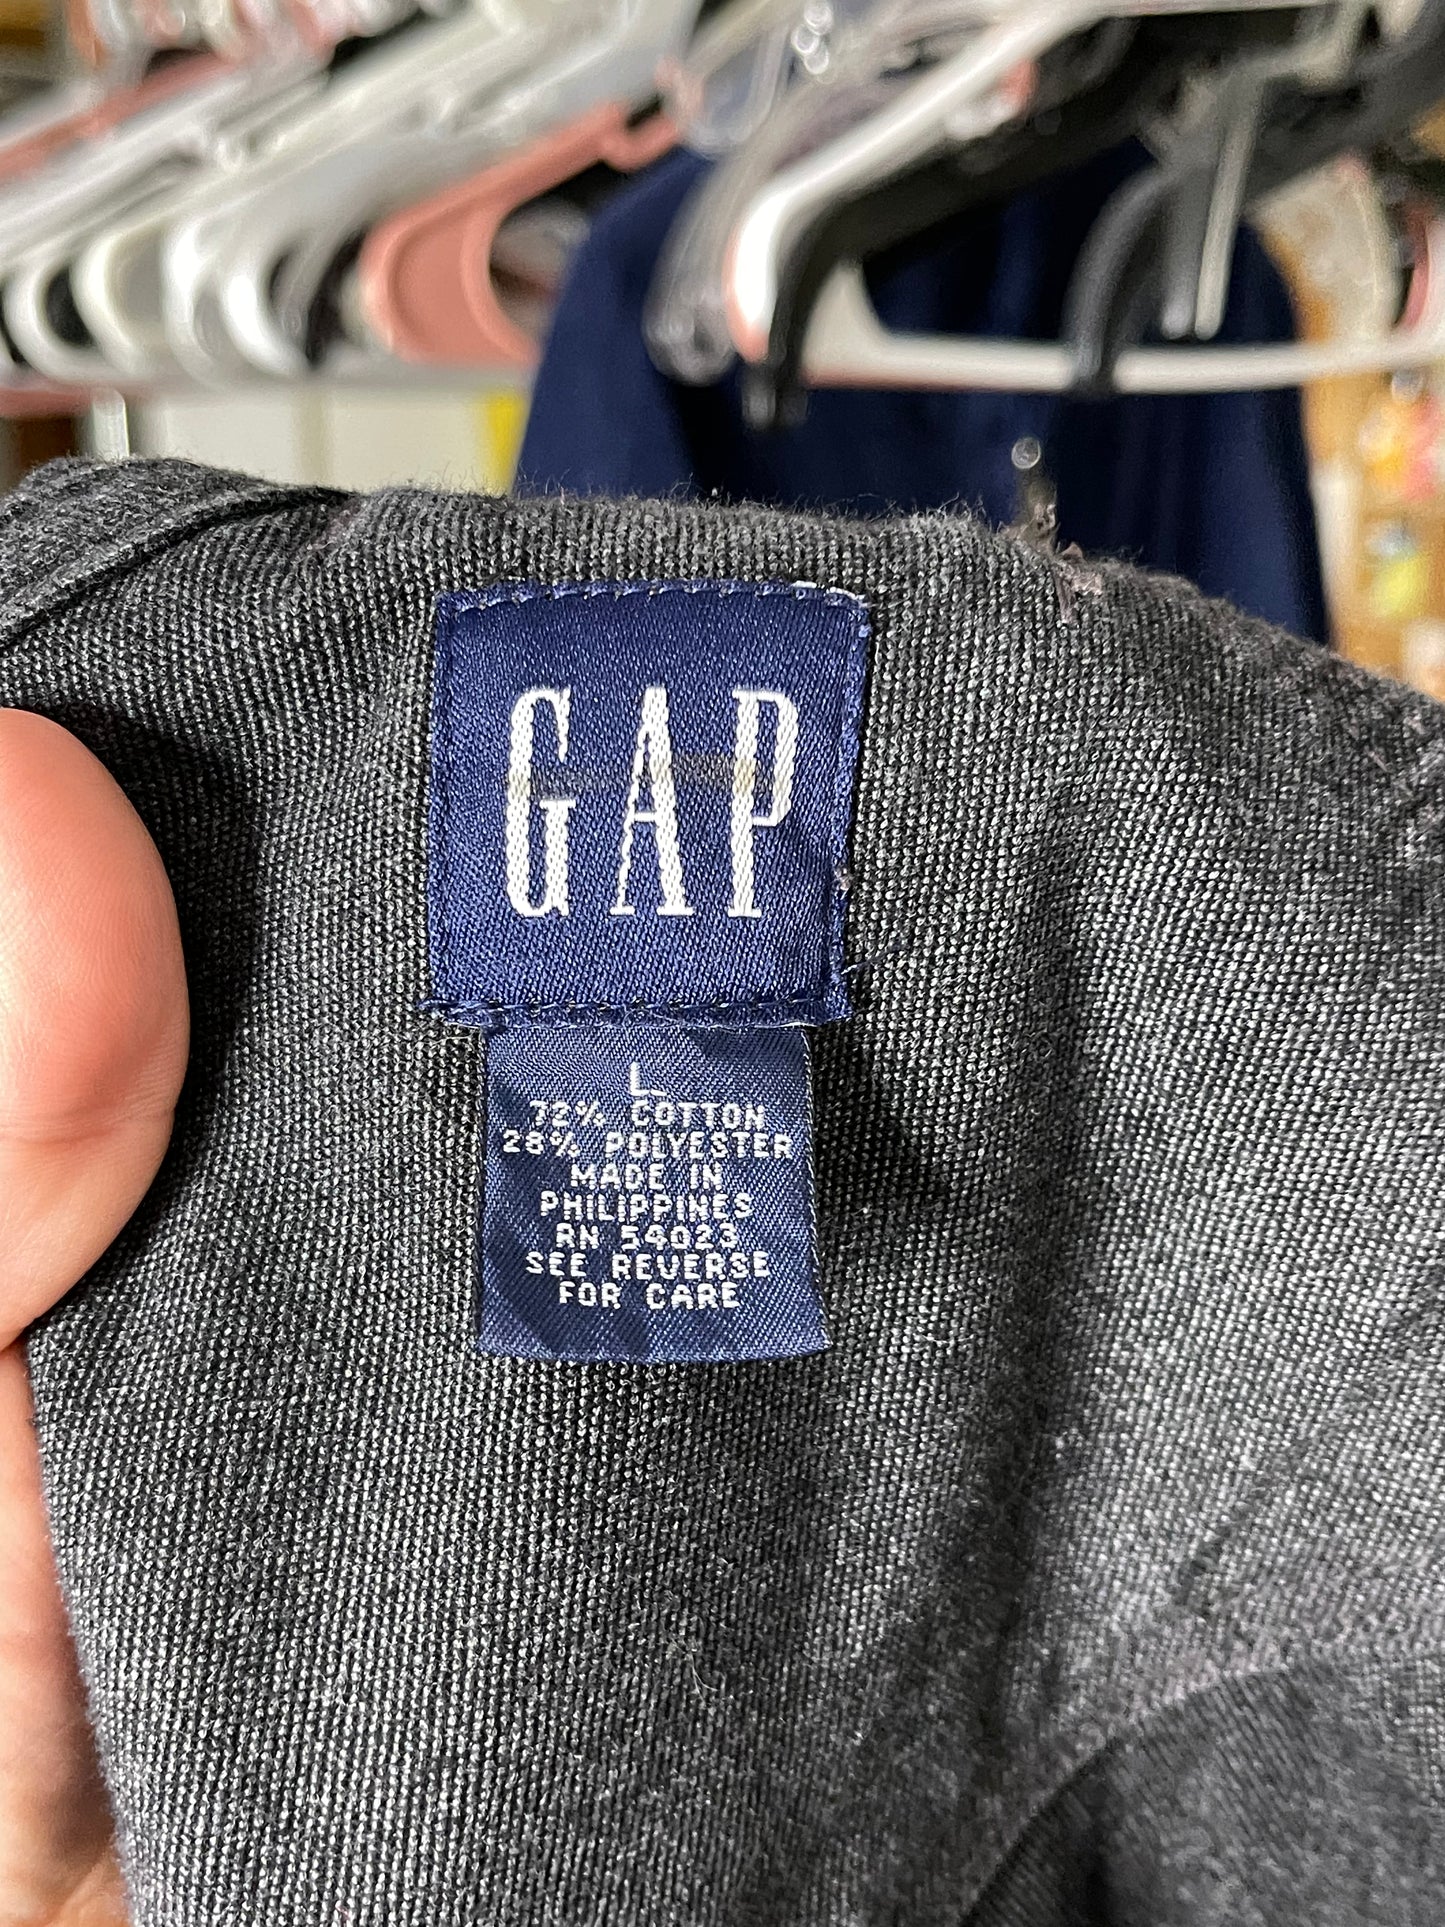 GAP
L
72% COTTON
28% POLYESTER
MADE IN
PHILIPPINES
RN 54023
SEE REVERSE
FOR CARE